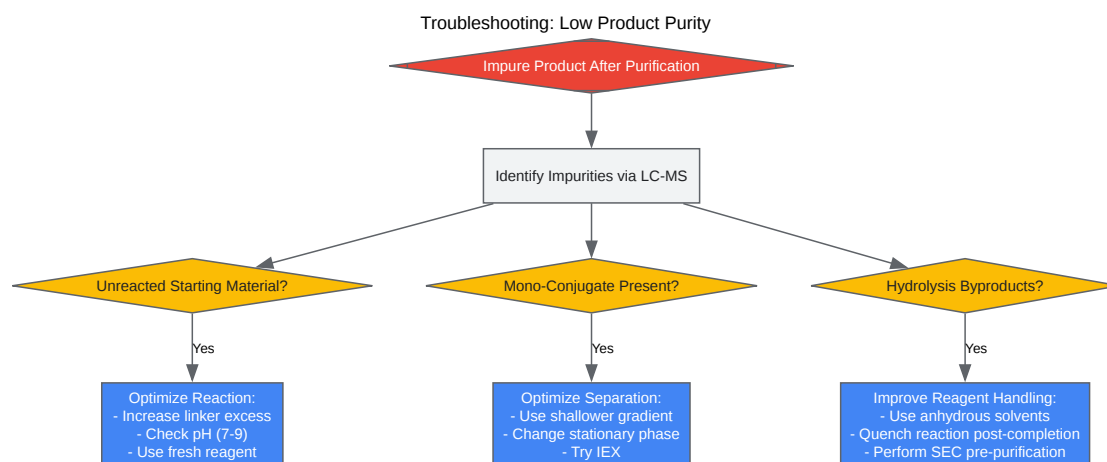 Troubleshooting: Low Product Purity
Impure Product After Purification
Identify Impurities via LC-MS
Unreacted Starting Material?
Mono-Conjugate Present?
Hydrolysis Byproducts?
Yes
Yes
Yes
Optimize Reaction:
- Increase linker excess
- Check pH (7-9)
- Use fresh reagent
Optimize Separation:
- Use shallower gradient
- Change stationary phase
- Try IEX
Improve Reagent Handling:
- Use anhydrous solvents
- Quench reaction post-completion
- Perform SEC pre-purification